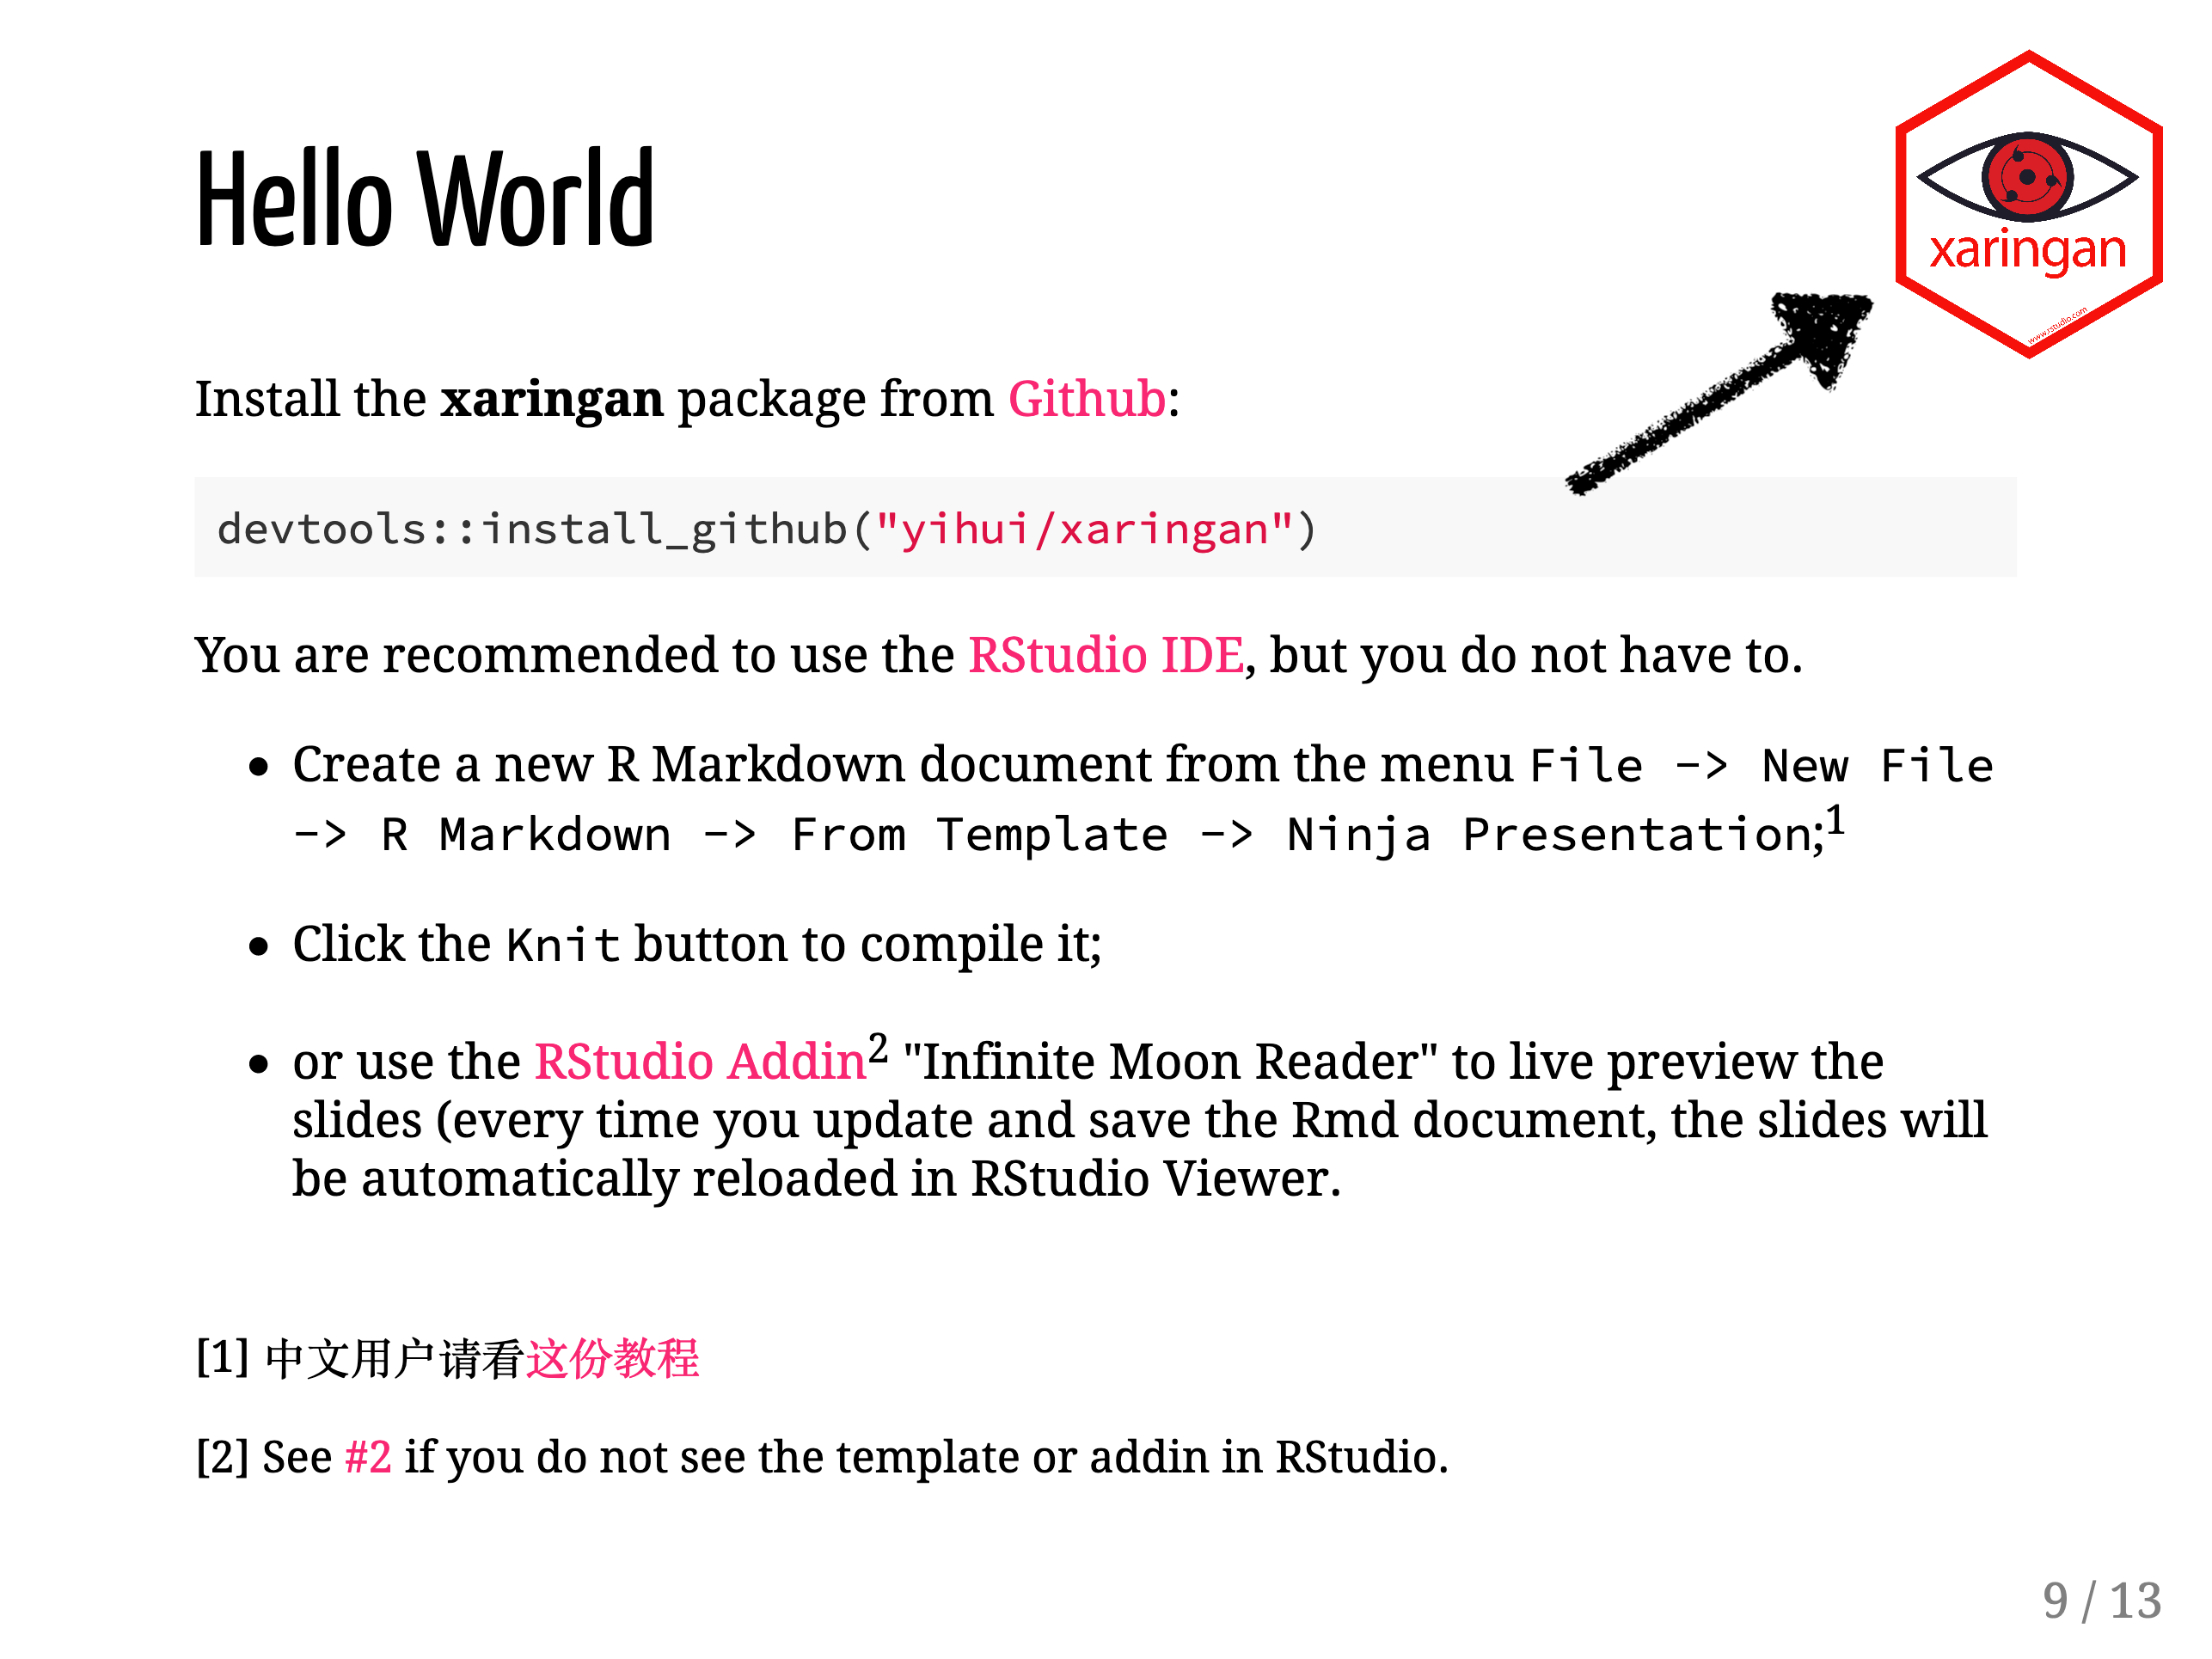 Hello World
xaringan
www.rstudio.com
Install the xaringan package from Github:
devtools::install_github("yihui/xaringan")
You are recommended to use the RStudio IDE, but you do not have to.
Create a new R Markdown document from the menu File -> New File
-> R Markdown -> From Template -> Ninja Presentation;1
Click the Knit button to compile it;
or use the RStudio Addin2 "Infinite Moon Reader" to live preview the
slides (every time you update and save the Rmd document, the slides will
be automatically reloaded in RStudio Viewer.
[1] 中文用户请看这份教程
[2] See #2 if you do not see the template or addin in RStudio.
9 / 13